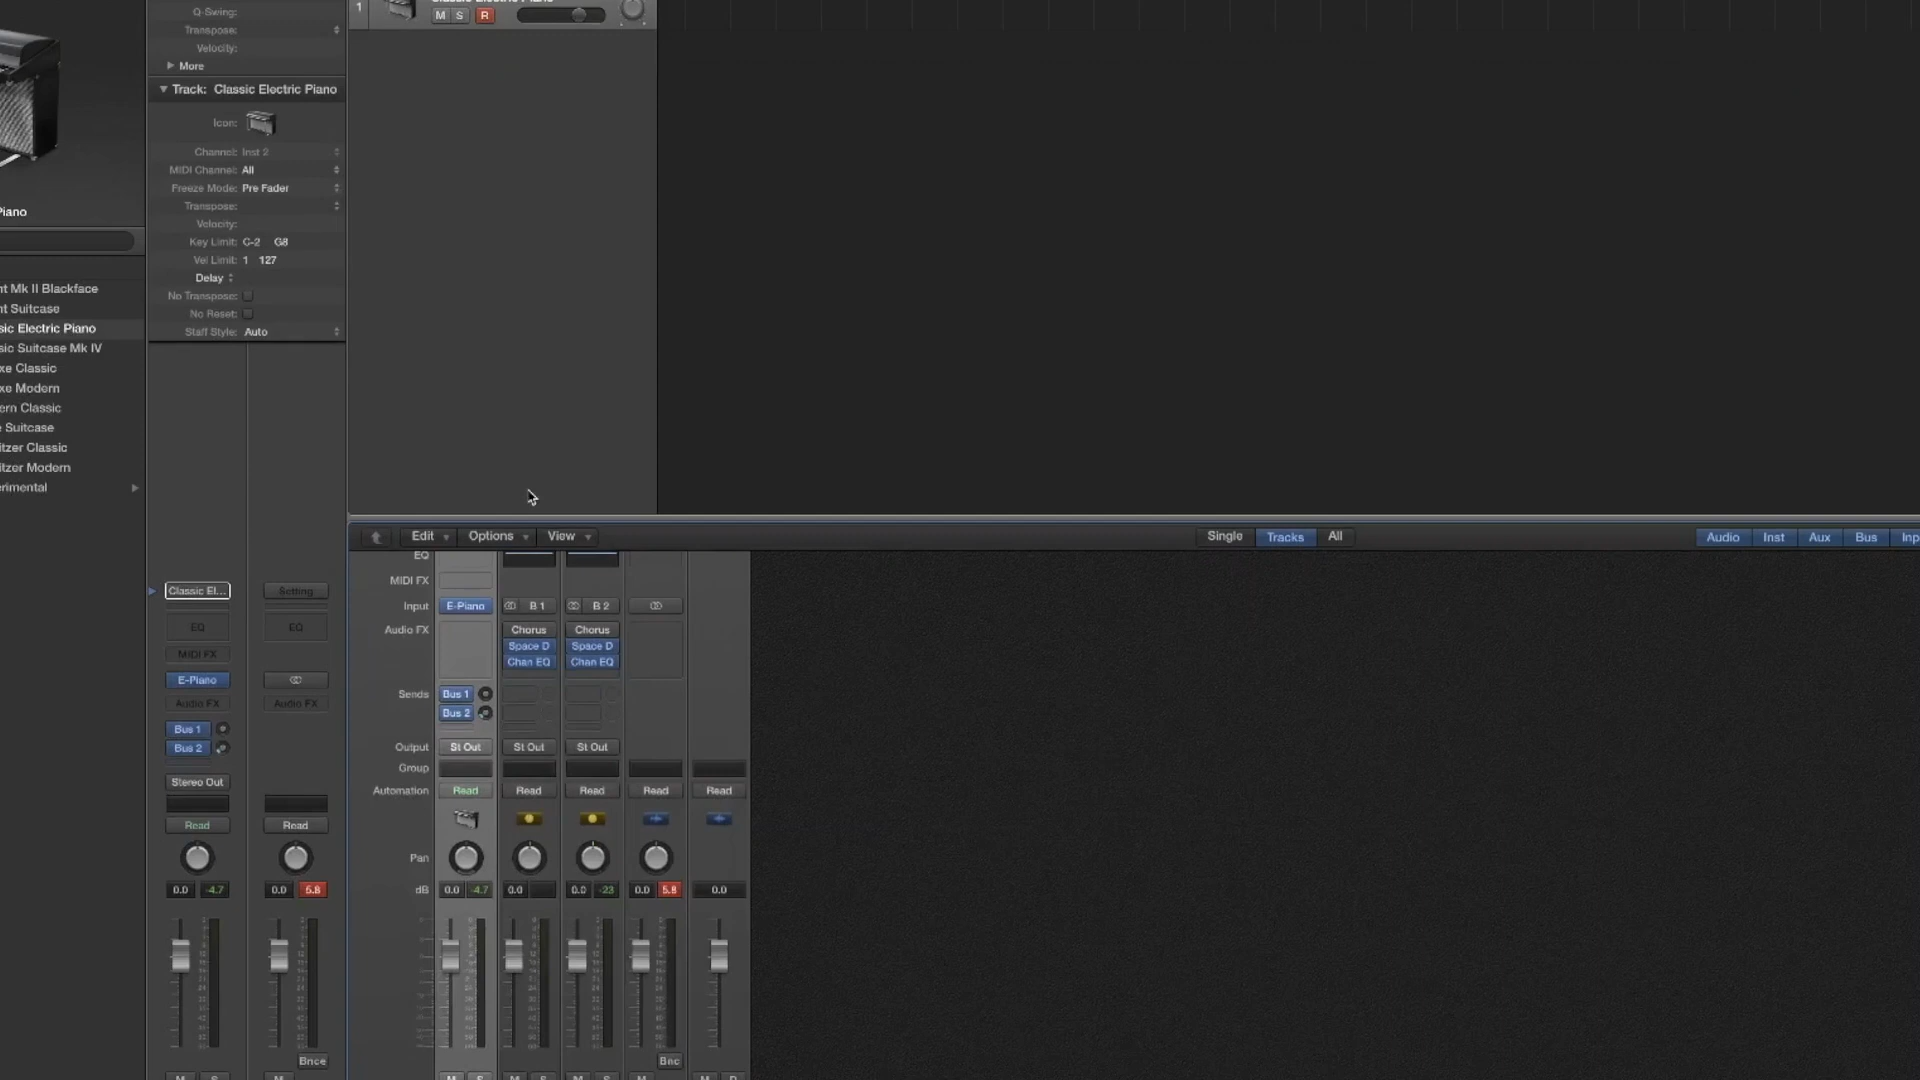 1
M S R
Q-Swing:
Transpose:
Velocity:
More
Track: Classic Electric Piano
Icon:
Channel: Inst 2
MIDI Channel: All
Freeze Mode: Pre Fader
Transpose:
Velocity:
Key Limit: C-2 G8
Vel Limit: 1 127
Delay
No Transpose:
No Reset:
Staff Style: Auto
Piano
nt Mk II Blackface
nt Suitcase
sic Electric Piano
sic Suitcase Mk IV
xe Classic
xe Modern
ern Classic
e Suitcase
itzer Classic
itzer Modern
erimental
Edit Options View Single Tracks All Audio Inst Aux Bus Inp
Classic El... Setting
EQ EQ
MIDI FX
E-Piano
Audio FX Audio FX
Bus 1
Bus 2
Stereo Out
Read Read
0.0 -4.7 0.0 5.8
Bnce
M S M
EQ
MIDI FX
Input E-Piano B 1 B 2
Audio FX Chorus Chorus
Space D Space D
Chan EQ Chan EQ
Sends Bus 1
Bus 2
Output St Out St Out St Out
Group
Automation Read Read Read Read Read
Pan
dB 0.0 -4.7 0.0 0.0 -23 0.0 5.8 0.0
Bnc
M S M S M S M M D